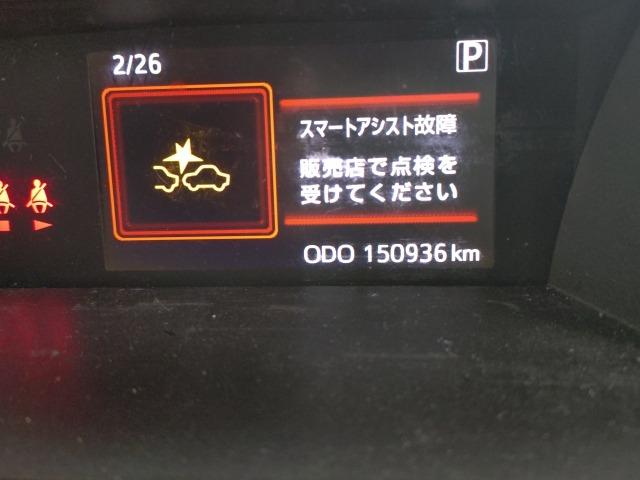 2/26
P
スマートアシスト故障
販売店で点検を
受けてください
ODO 150936 km